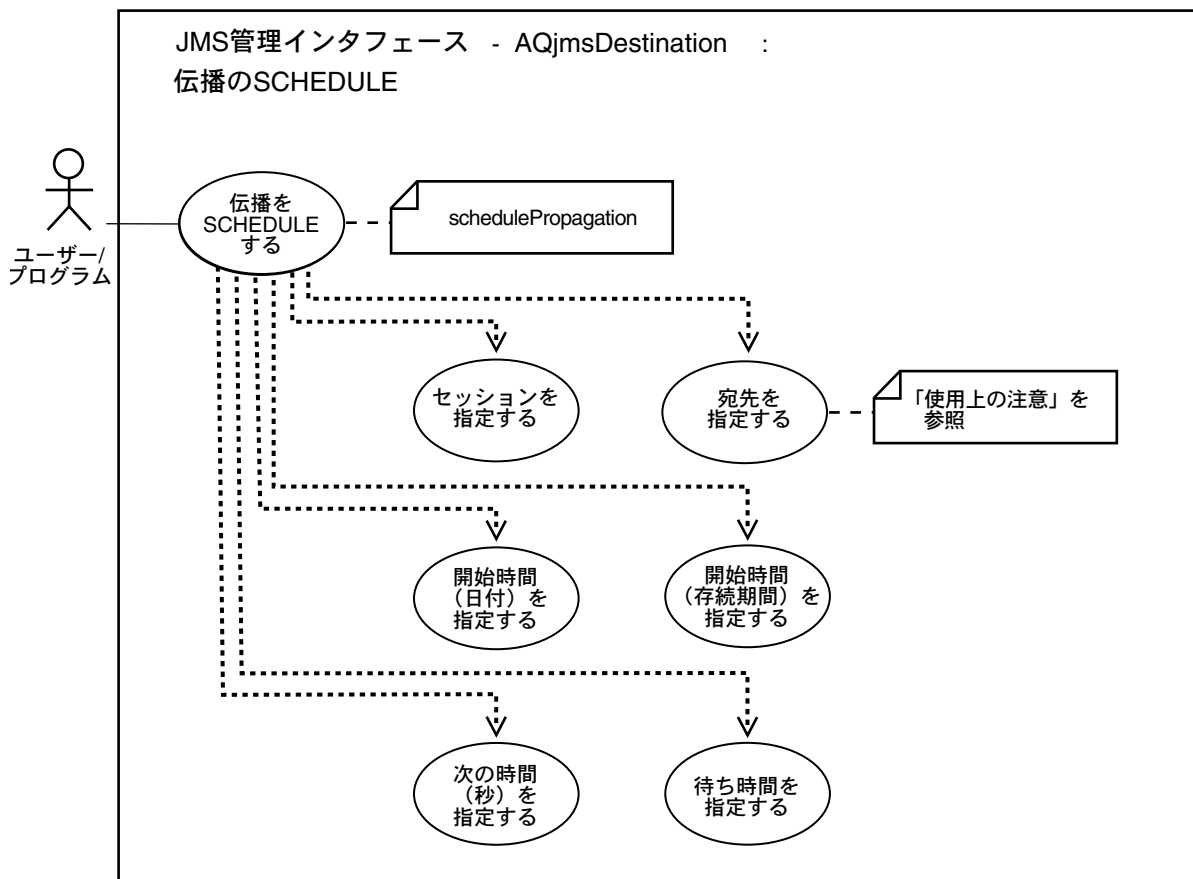 JMS管理インタフェース - AQjmsDestination :
伝播のSCHEDULE
ユーザー/
プログラム
伝播を
SCHEDULE
する
schedulePropagation
セッションを
指定する
宛先を
指定する
「使用上の注意」を
参照
開始時間
（日付）を
指定する
開始時間
（存続期間）を
指定する
次の時間
（秒）を
指定する
待ち時間を
指定する